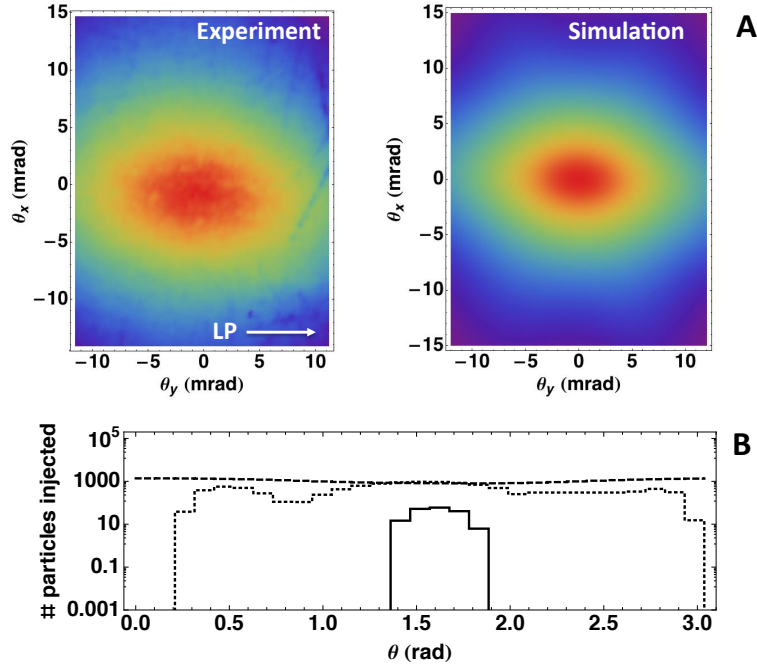 Experiment
Simulation
A
15
10
5
0
−5
−10
θx (mrad)
LP
−10 −5 0 5 10
θy (mrad)
15
10
5
0
−5
−10
−15
θx (mrad)
−10 −5 0 5 10
θy (mrad)
B
10^5
1000
10
0.1
0.001
# particles injected
0.0 0.5 1.0 1.5 2.0 2.5 3.0
θ (rad)